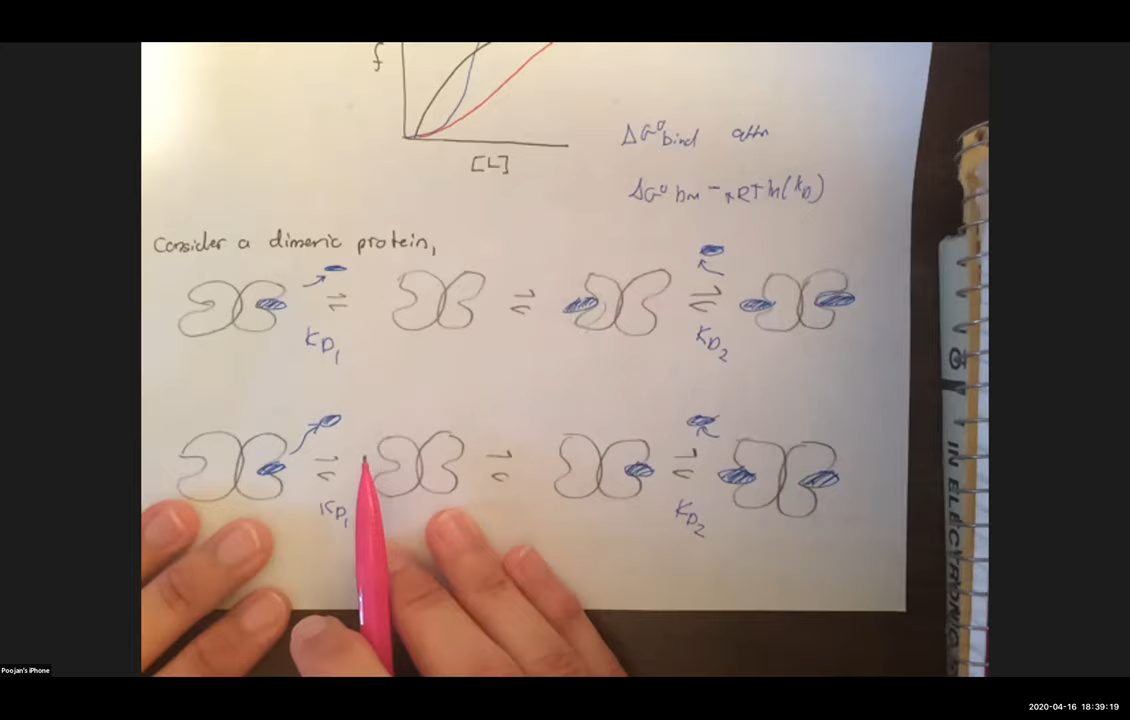 f
[L]
ΔG°bind
ΔG° = RT ln(KD)
Consider a dimeric protein,
⇌ ⇌ ⇌
KD1 KD2
⇌ ⇌ ⇌
KD1 KD2
IN ELECTRONIC
Poojan's iPhone
2020-04-16 18:39:19